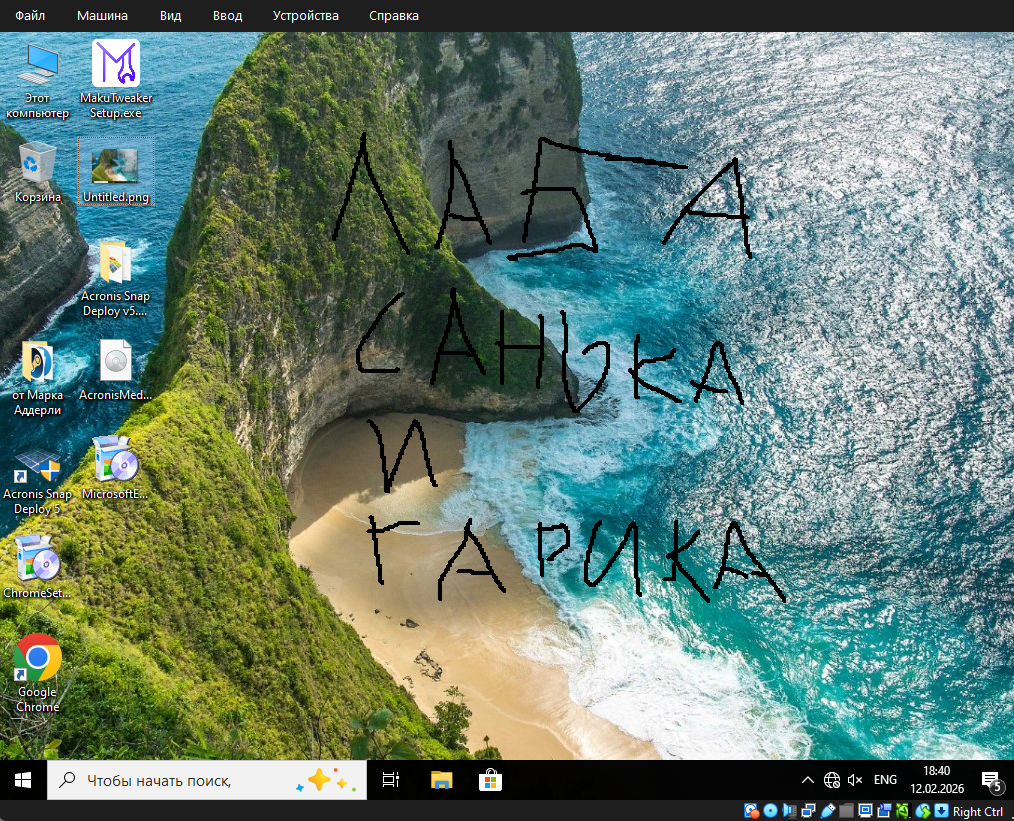 Файл Машина Вид Ввод Устройства Справка
Этот
компьютер
MakuTweaker
Setup.exe
Корзина
Untitled.png
Acronis Snap
Deploy v5....
от Марка
Аддерли
AcronisMed...
Acronis Snap
Deploy 5
MicrosoftE...
ChromeSet...
Google
Chrome
ЛАБА
САНЬКА
И
ГАРИКА
Чтобы начать поиск,
ENG
18:40
12.02.2026
5
Right Ctrl